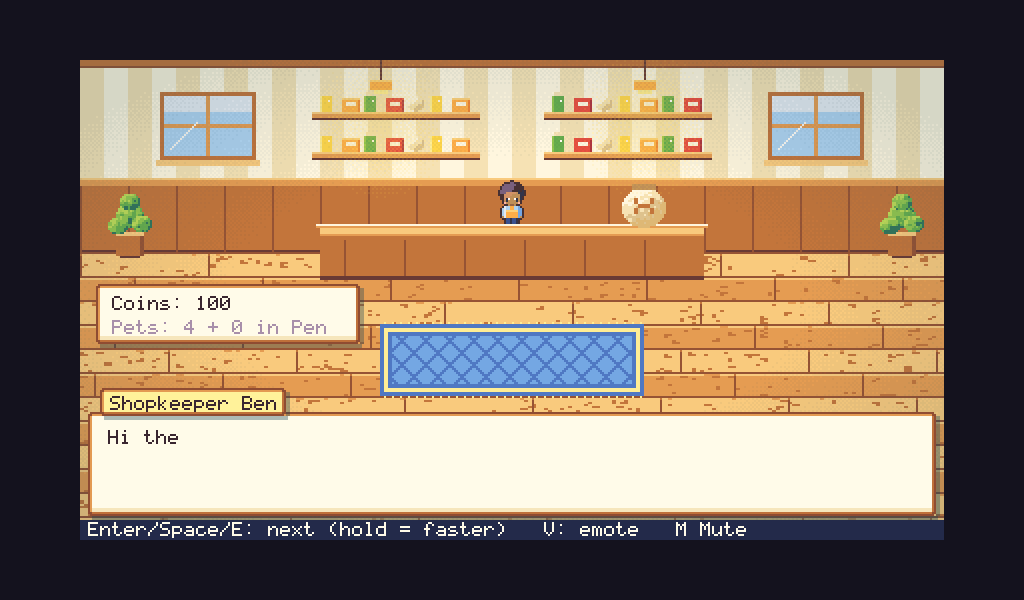 Coins: 100
Pets: 4 + 0 in Pen
Shopkeeper Ben
Hi the
Enter/Space/E: next (hold = faster)   V: emote   M Mute